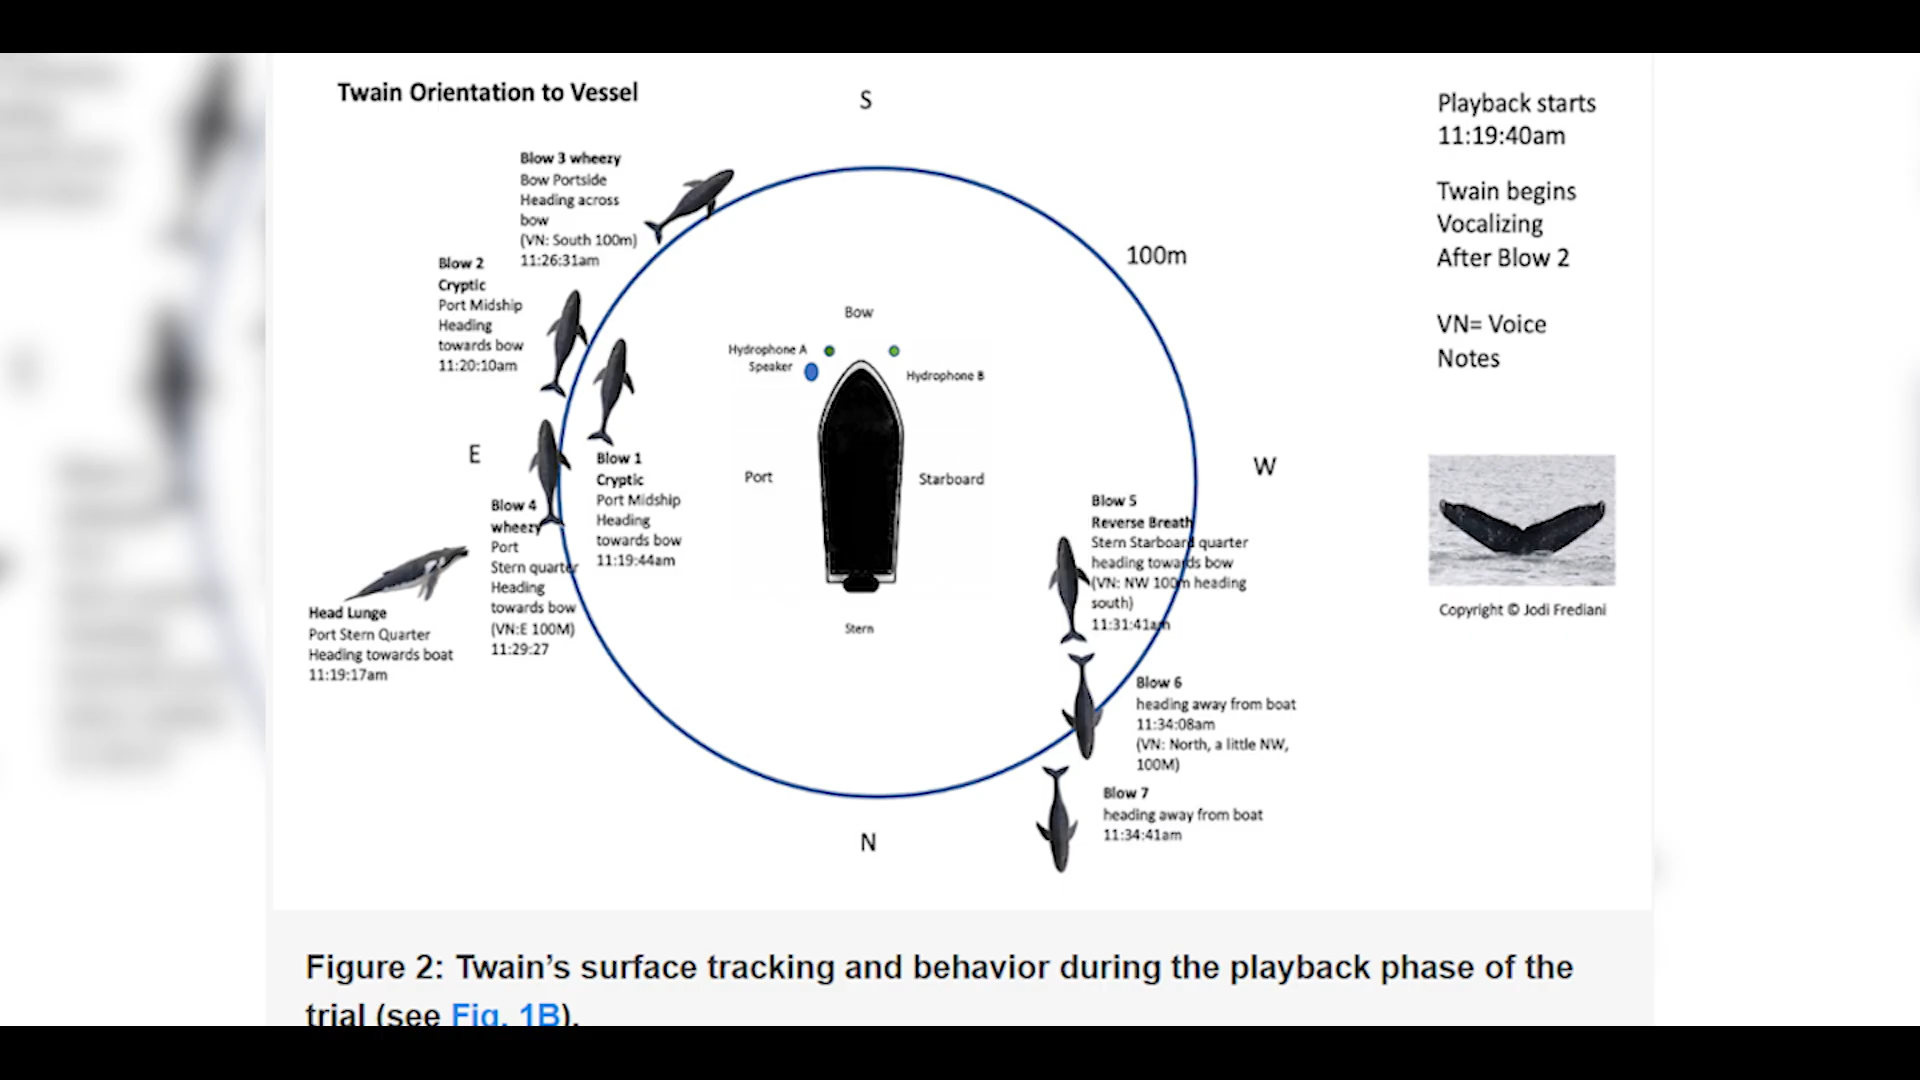 Twain Orientation to Vessel
S
Playback starts
11:19:40am
Twain begins
Vocalizing
After Blow 2
VN= Voice
Notes
Blow 3 wheezy
Bow Portside
Heading across
bow
(VN: South 100m)
11:26:31am
100m
Blow 2
Cryptic
Port Midship
Heading
towards bow
11:20:10am
Bow
Hydrophone A
Speaker
Hydrophone B
E
W
Port
Starboard
Stern
Blow 1
Cryptic
Port Midship
Heading
towards bow
11:19:44am
Blow 4
wheezy
Port
Stern quarter
Heading
towards bow
(VN:E 100M)
11:29:27
Head Lunge
Port Stern Quarter
Heading towards boat
11:19:17am
Blow 5
Reverse Breath
Stern Starboard quarter
heading towards bow
(VN: NW 100m heading
south)
11:31:41am
Copyright © Jodi Frediani
Blow 6
heading away from boat
11:34:08am
(VN: North, a little NW,
100M)
Blow 7
heading away from boat
11:34:41am
N
Figure 2: Twain’s surface tracking and behavior during the playback phase of the
trial (see Fig. 1B).